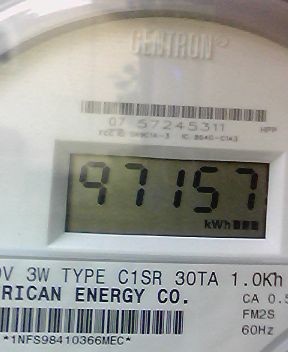 CENTRON®
07 57245311
97157
kWh
V 3W TYPE C1SR 30TA 1.0Kh
RICAN ENERGY CO.
CA 0.5
FM2S
60Hz
*1NFS98410366MEC*